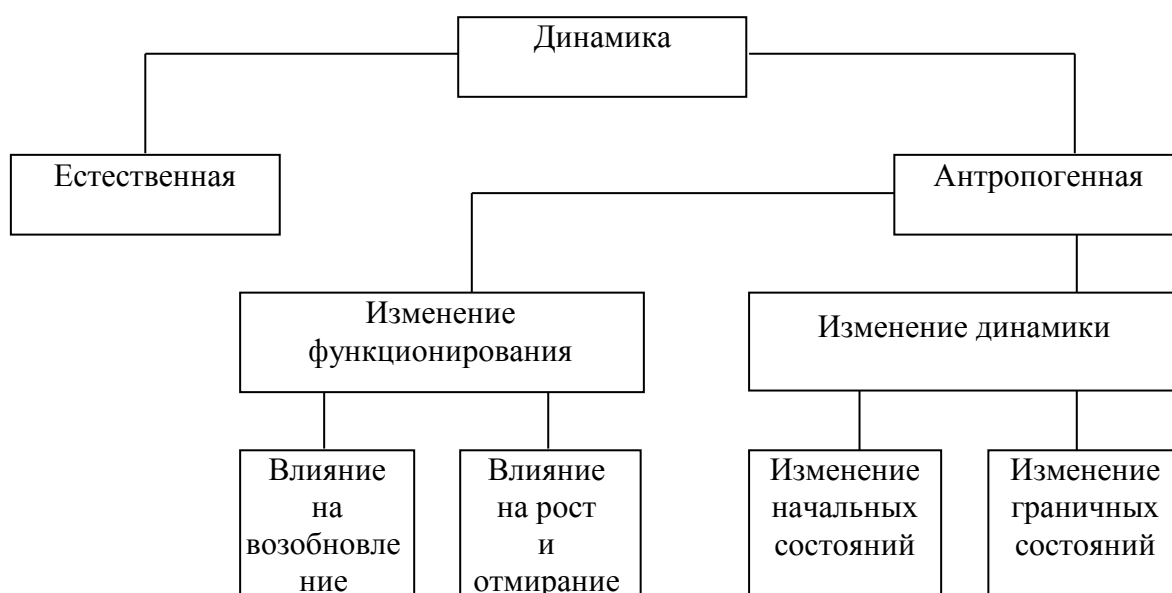 Динамика
Естественная
Антропогенная
Изменение
функционирования
Изменение динамики
Влияние
на
возобновле
ние
Влияние
на рост
и
отмирание
Изменение
начальных
состояний
Изменение
граничных
состояний